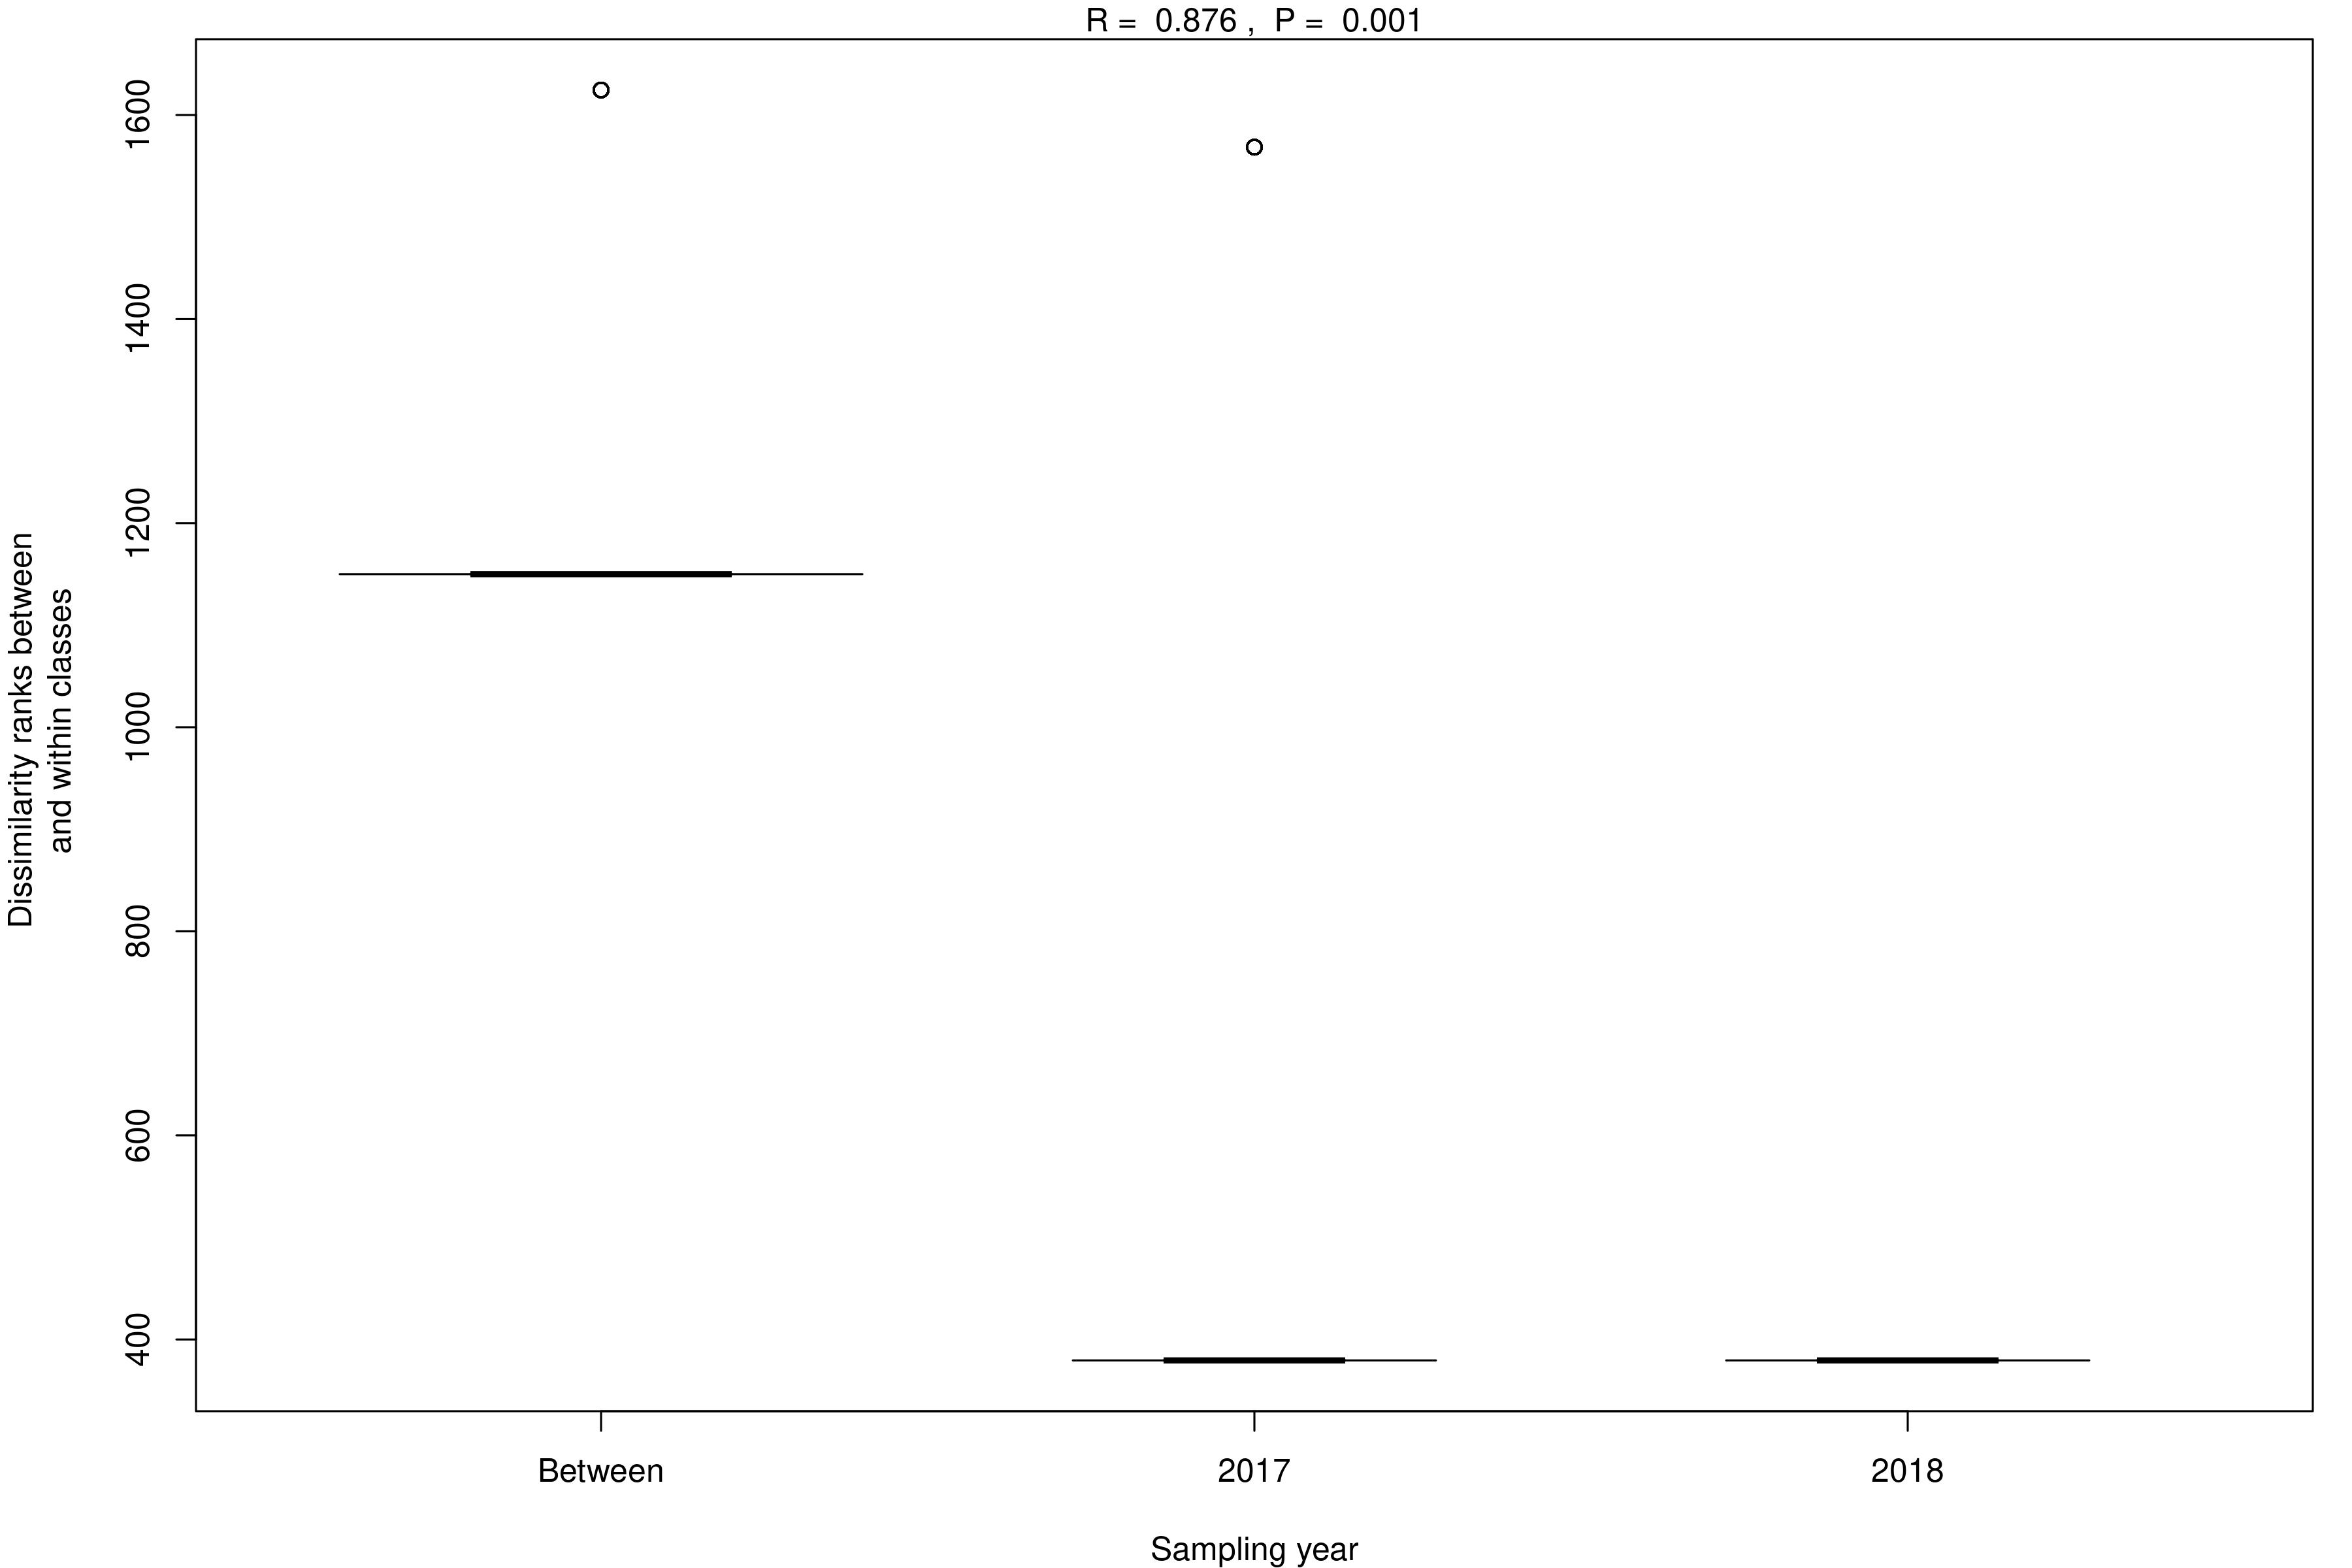 R = 0.876 , P = 0.001
Dissimilarity ranks between
and within classes
1600
1400
1200
1000
800
600
400
Between 2017 2018
Sampling year